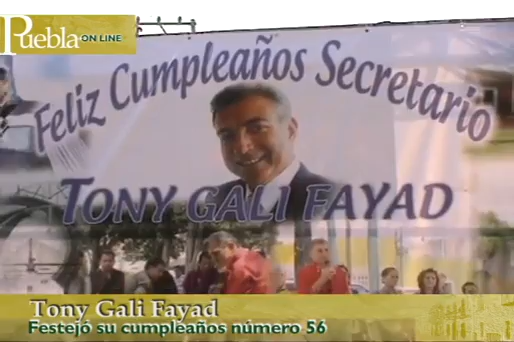 Puebla ON LINE
Feliz Cumpleaños Secretario
TONY GALI FAYAD
Tony Gali Fayad
Festejó su cumpleaños número 56